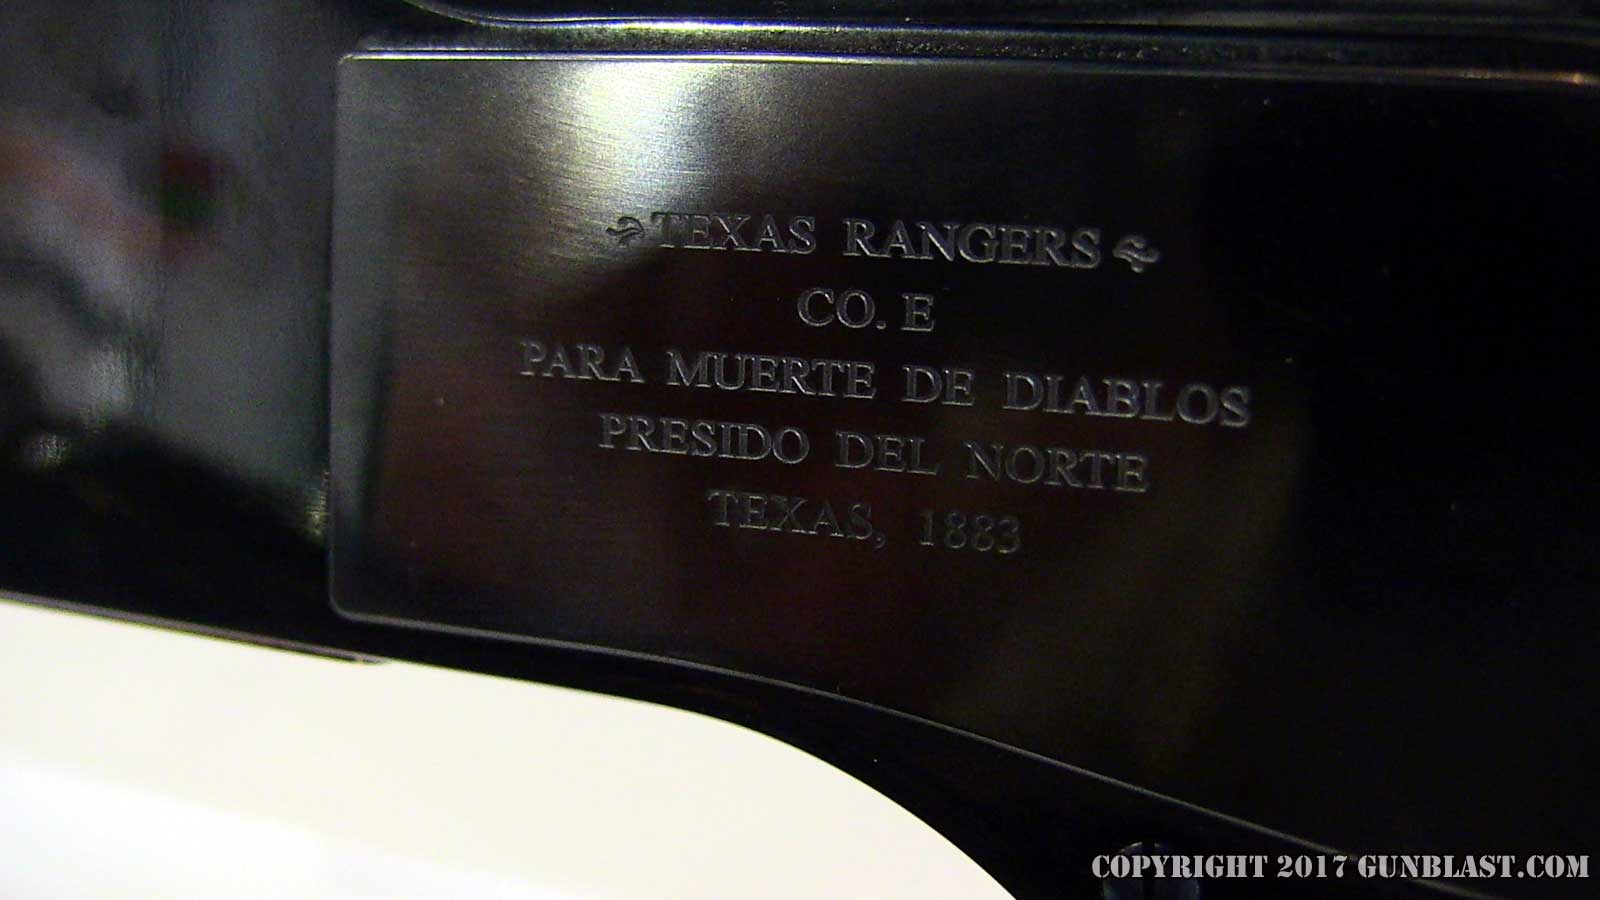 TEXAS RANGERS
CO. E
PARA MUERTE DE DIABLOS
PRESIDO DEL NORTE
TEXAS, 1883
COPYRIGHT 2017 GUNBLAST.COM